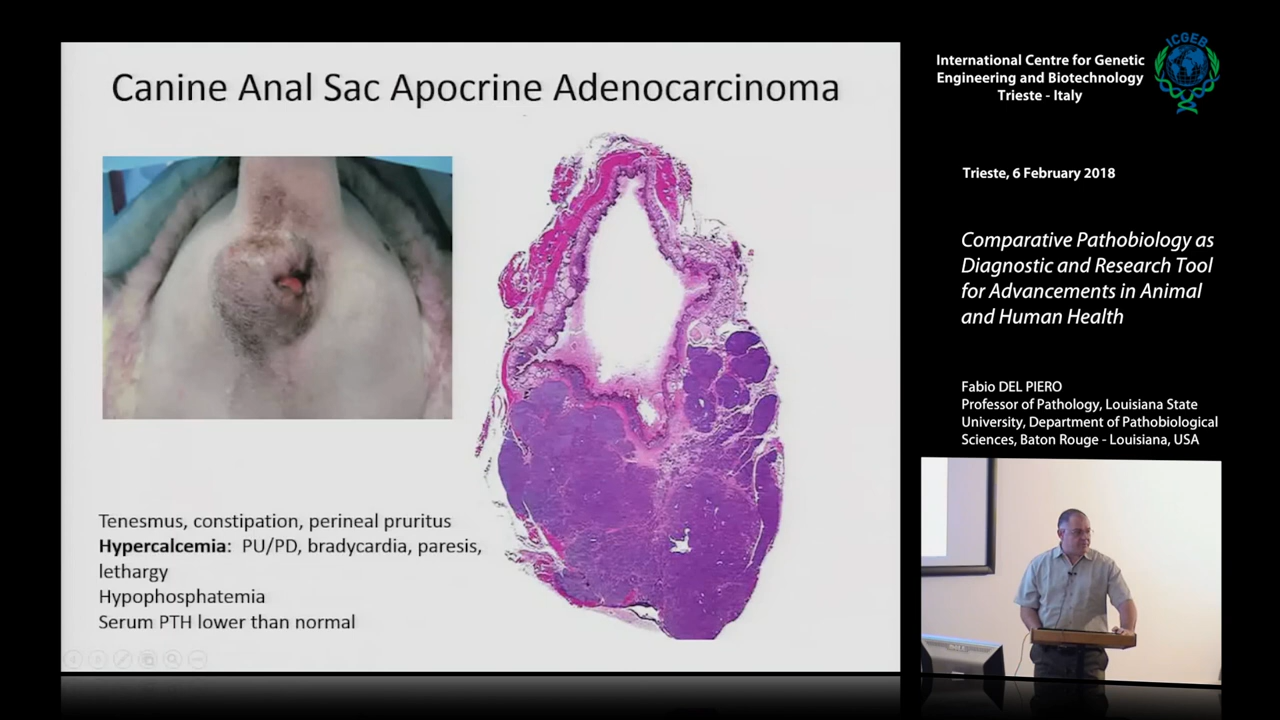 Canine Anal Sac Apocrine Adenocarcinoma
Tenesmus, constipation, perineal pruritus
Hypercalcemia: PU/PD, bradycardia, paresis,
lethargy
Hypophosphatemia
Serum PTH lower than normal
International Centre for Genetic
Engineering and Biotechnology
Trieste - Italy
ICGEB
Trieste, 6 February 2018
Comparative Pathobiology as
Diagnostic and Research Tool
for Advancements in Animal
and Human Health
Fabio DEL PIERO
Professor of Pathology, Louisiana State
University, Department of Pathobiological
Sciences, Baton Rouge - Louisiana, USA
DELL